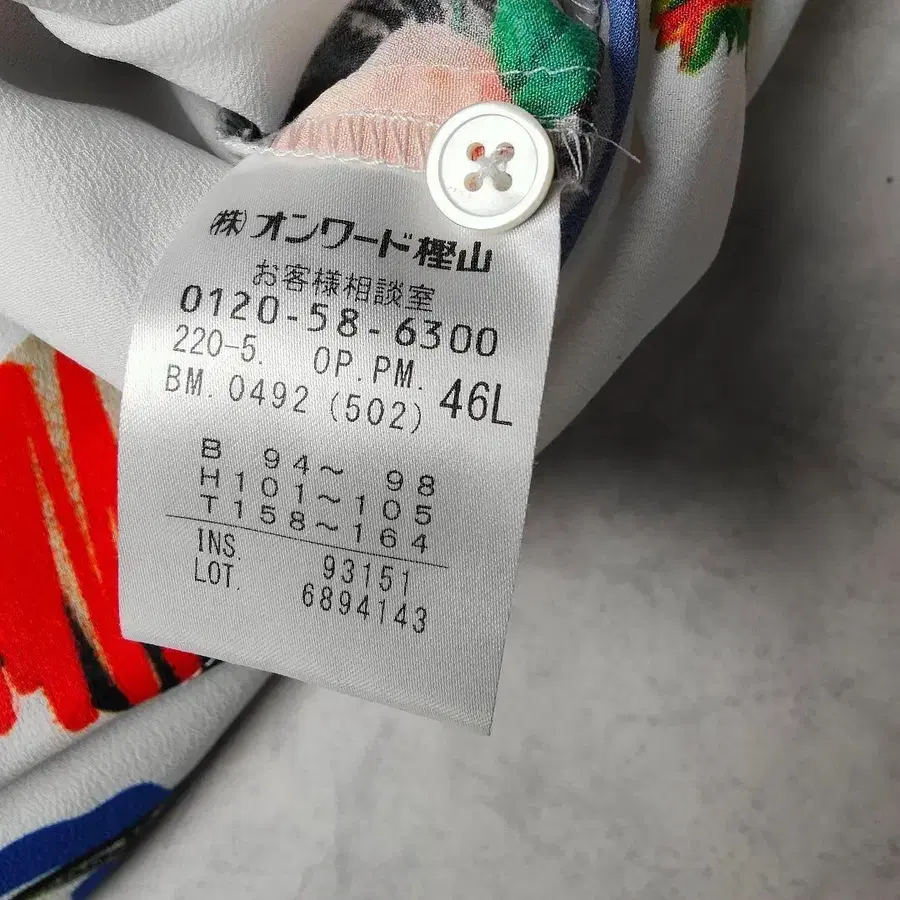 ㈱オンワード樫山
お客様相談室
0120-58-6300
220-5. OP.PM.
BM.0492 (502) 46L
B 94～ 98
H101～105
T158～164
INS. 93151
LOT. 6894143